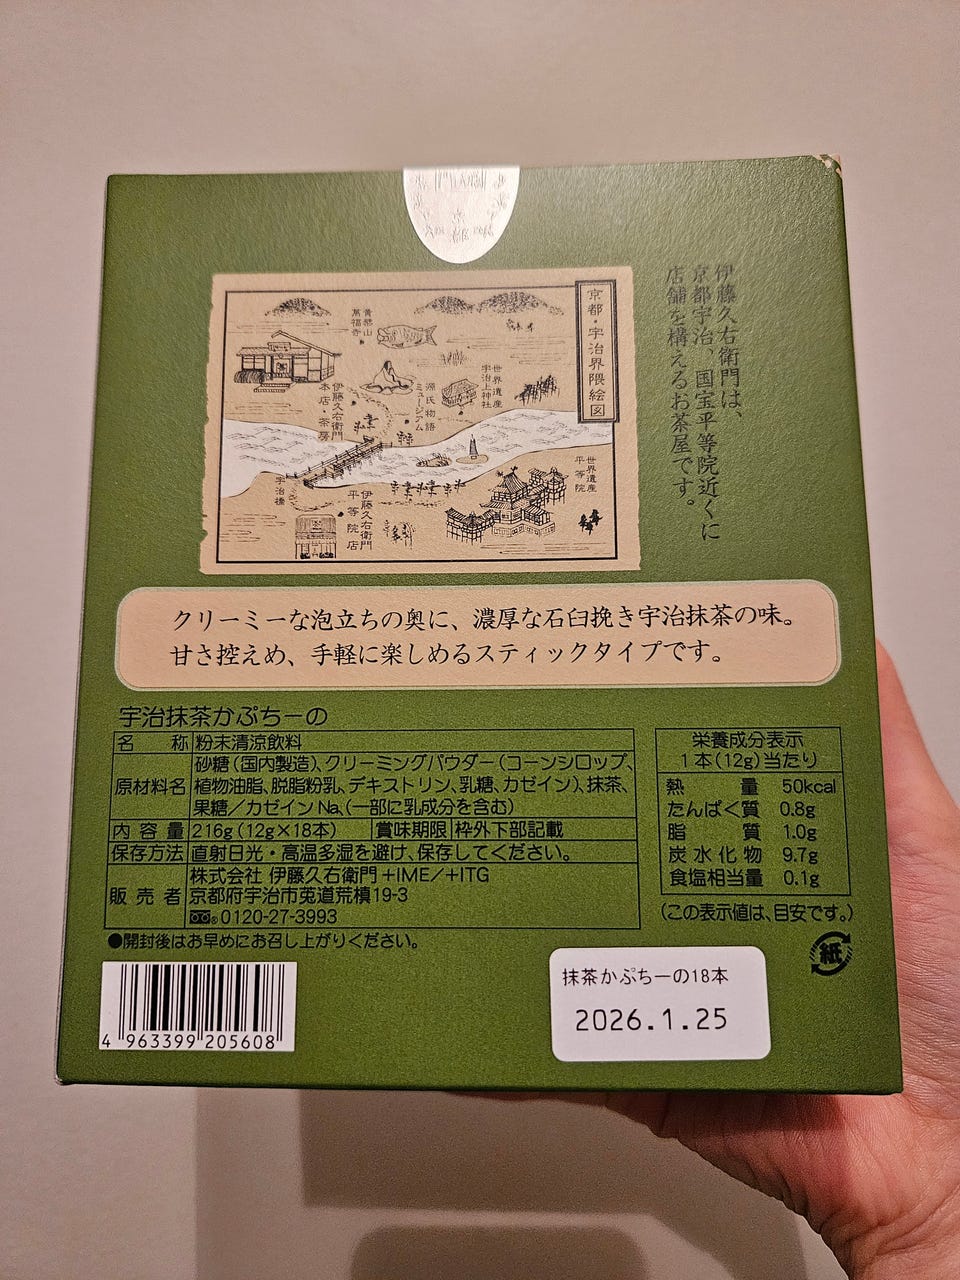 伊藤久右衛門は、
京都宇治、国宝平等院近くに
店舗を構えるお茶屋です。
京都・宇治界隈絵図
黄檗山
萬福寺
世界遺産
宇治上神社
源氏物語
ミュージアム
伊藤久右衛門
本店・茶房
世界遺産
平等院
宇治橋
伊藤久右衛門
平等院店
クリーミーな泡立ちの奥に、濃厚な石臼挽き宇治抹茶の味。
甘さ控えめ、手軽に楽しめるスティックタイプです。
宇治抹茶かぷちーの
名称 粉末清涼飲料
原材料名 砂糖(国内製造)、クリーミングパウダー(コーンシロップ、
植物油脂、脱脂粉乳、デキストリン、乳糖、カゼイン)、抹茶、
果糖／カゼインNa、(一部に乳成分を含む)
内容量 216g(12g×18本) 賞味期限 枠外下部記載
保存方法 直射日光・高温多湿を避け、保存してください。
販売者 株式会社 伊藤久右衛門 +IME/+ITG
京都府宇治市莵道荒槙19-3
0120-27-3993
●開封後はお早めにお召し上がりください。
栄養成分表示
1本(12g)当たり
熱量 50kcal
たんぱく質 0.8g
脂質 1.0g
炭水化物 9.7g
食塩相当量 0.1g
(この表示値は、目安です。)
紙
4 963399 205608
抹茶かぷちーの18本
2026.1.25